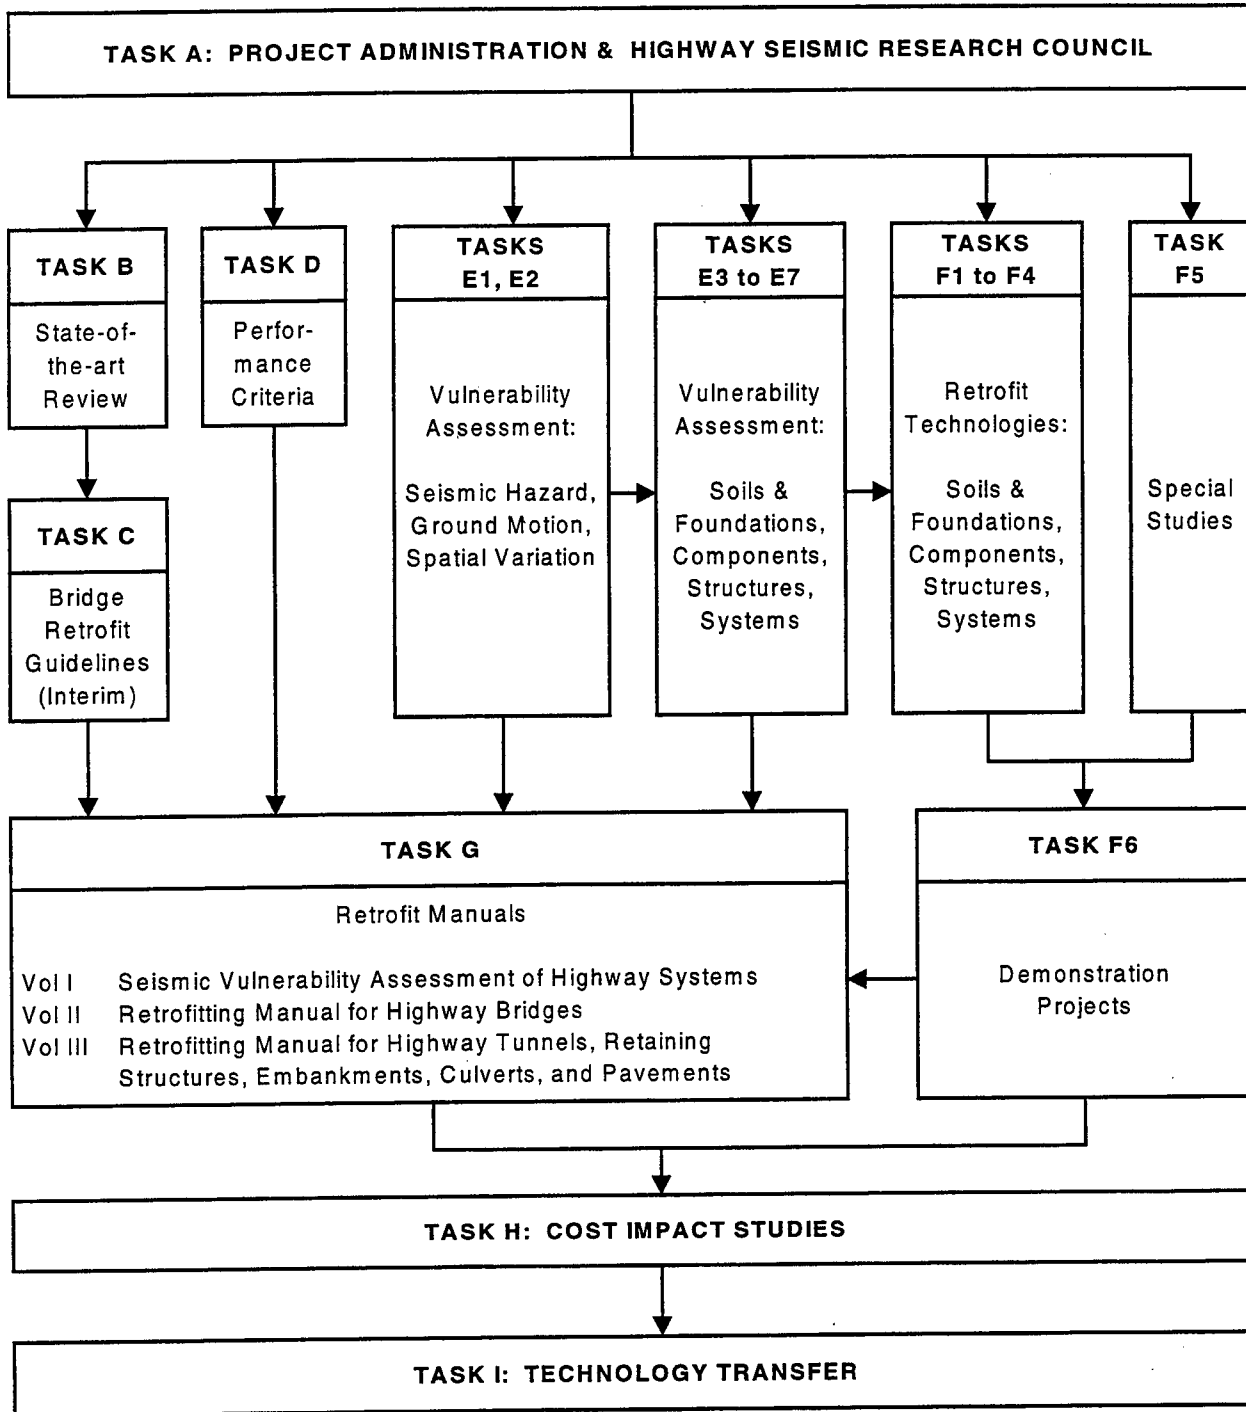 TASK A: PROJECT ADMINISTRATION & HIGHWAY SEISMIC RESEARCH COUNCIL
TASK B
State-of-
the-art
Review
TASK D
Perfor-
mance
Criteria
TASKS
E1, E2
Vulnerability
Assessment:
Seismic Hazard,
Ground Motion,
Spatial Variation
TASKS
E3 to E7
Vulnerability
Assessment:
Soils &
Foundations,
Components,
Structures,
Systems
TASKS
F1 to F4
Retrofit
Technologies:
Soils &
Foundations,
Components,
Structures,
Systems
TASK
F5
Special
Studies
TASK C
Bridge
Retrofit
Guidelines
(Interim)
TASK G
Retrofit Manuals
Vol I Seismic Vulnerability Assessment of Highway Systems
Vol II Retrofitting Manual for Highway Bridges
Vol III Retrofitting Manual for Highway Tunnels, Retaining
Structures, Embankments, Culverts, and Pavements
TASK F6
Demonstration
Projects
TASK H: COST IMPACT STUDIES
TASK I: TECHNOLOGY TRANSFER